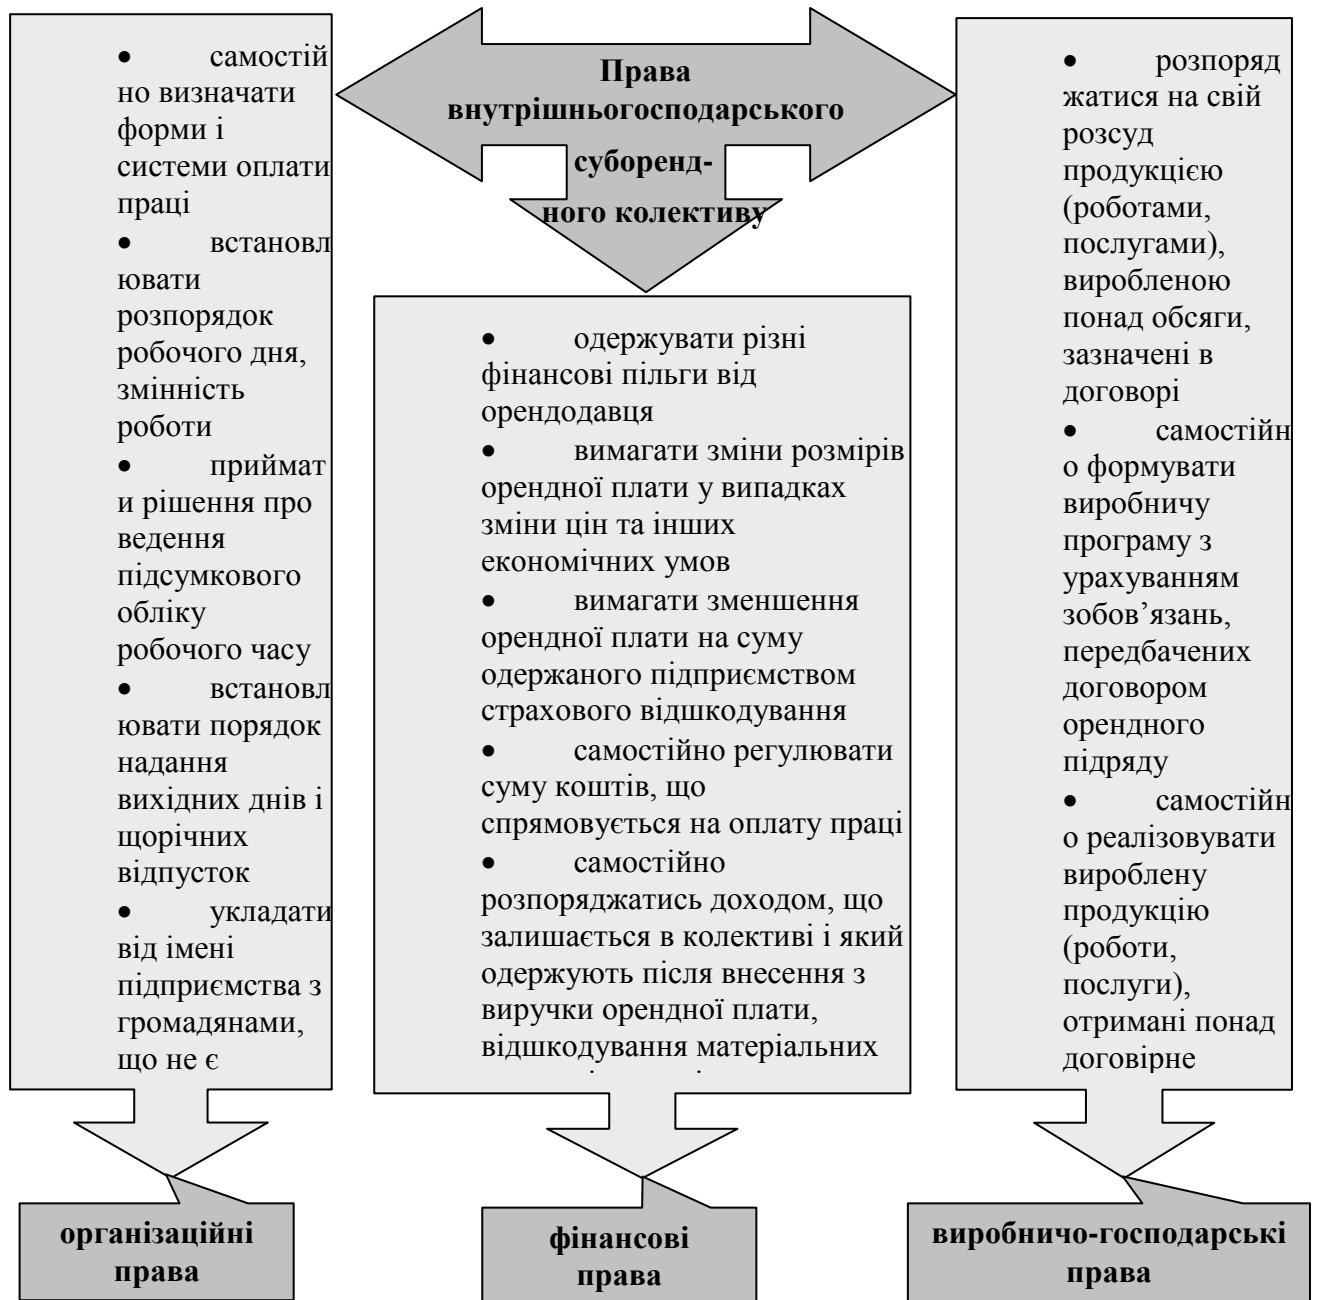 Права
внутрішньогосподарського
суборенд-
ного колективу
• самостій
но визначати
форми і
системи оплати
праці
• встановл
ювати
розпорядок
робочого дня,
змінність
роботи
• приймат
и рішення про
ведення
підсумкового
обліку
робочого часу
• встановл
ювати порядок
надання
вихідних днів і
щорічних
відпусток
• укладати
від імені
підприємства з
громадянами,
що не є
• одержувати різні
фінансові пільги від
орендодавця
• вимагати зміни розмірів
орендної плати у випадках
зміни цін та інших
економічних умов
• вимагати зменшення
орендної плати на суму
одержаного підприємством
страхового відшкодування
• самостійно регулювати
суму коштів, що
спрямовується на оплату праці
• самостійно
розпоряджатись доходом, що
залишається в колективі і який
одержують після внесення з
виручки орендної плати,
відшкодування матеріальних
• розпоряд
жатися на свій
розсуд
продукцією
(роботами,
послугами),
виробленою
понад обсяги,
зазначені в
договорі
• самостійн
о формувати
виробничу
програму з
урахуванням
зобов’язань,
передбачених
договором
орендного
підряду
• самостійн
о реалізовувати
вироблену
продукцію
(роботи,
послуги),
отримані понад
договірне
організаційні
права
фінансові
права
виробничо-господарські
права